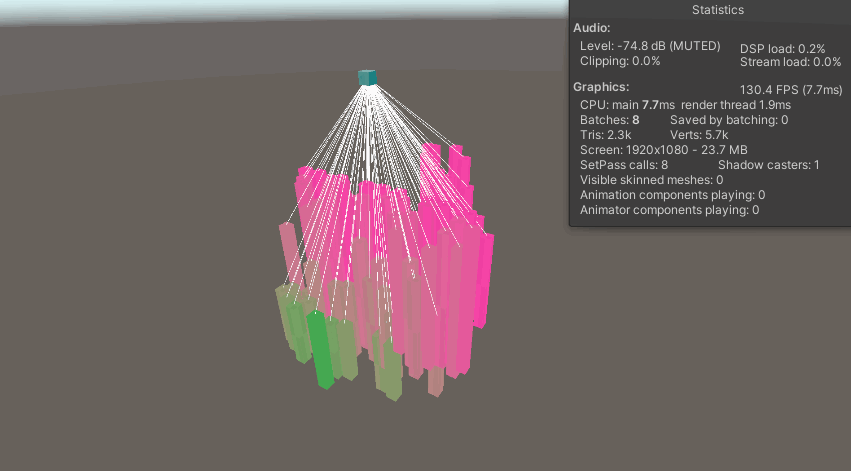 Statistics
Audio:
Level: -74.8 dB (MUTED) DSP load: 0.2%
Clipping: 0.0% Stream load: 0.0%
Graphics: 130.4 FPS (7.7ms)
CPU: main 7.7ms render thread 1.9ms
Batches: 8 Saved by batching: 0
Tris: 2.3k Verts: 5.7k
Screen: 1920x1080 - 23.7 MB
SetPass calls: 8 Shadow casters: 1
Visible skinned meshes: 0
Animation components playing: 0
Animator components playing: 0